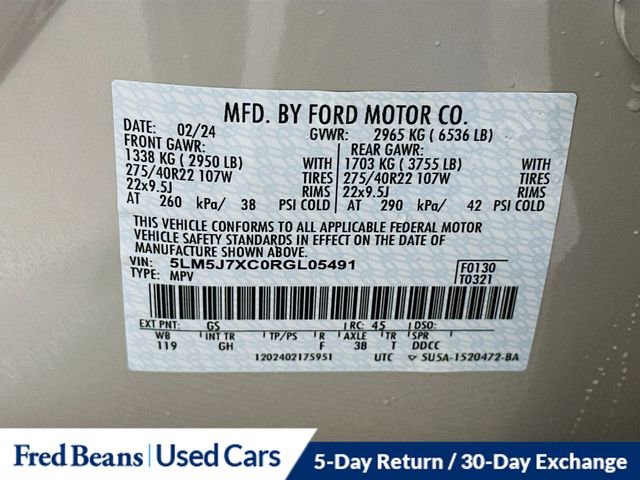 MFD. BY FORD MOTOR CO.
DATE: 02/24 GVWR: 2965 KG ( 6536 LB)
FRONT GAWR: REAR GAWR:
1338 KG ( 2950 LB) WITH 1703 KG ( 3755 LB) WITH
275/40R22 107W TIRES 275/40R22 107W TIRES
22x9.5J RIMS 22x9.5J RIMS
AT 260 kPa/ 38 PSI COLD AT 290 kPa/ 42 PSI COLD
THIS VEHICLE CONFORMS TO ALL APPLICABLE FEDERAL MOTOR
VEHICLE SAFETY STANDARDS IN EFFECT ON THE DATE OF
MANUFACTURE SHOWN ABOVE.
VIN: 5LM5J7XC0RGL05491 F0130
TYPE: MPV T0321
EXT PNT: GS RC: 45 DSO:
WB INT TR TP/PS R AXLE TR SPR
119 GH F 3B T DDCC
1202402175951 UTC SU5A-1520472-BA
Fred Beans Used Cars 5-Day Return / 30-Day Exchange